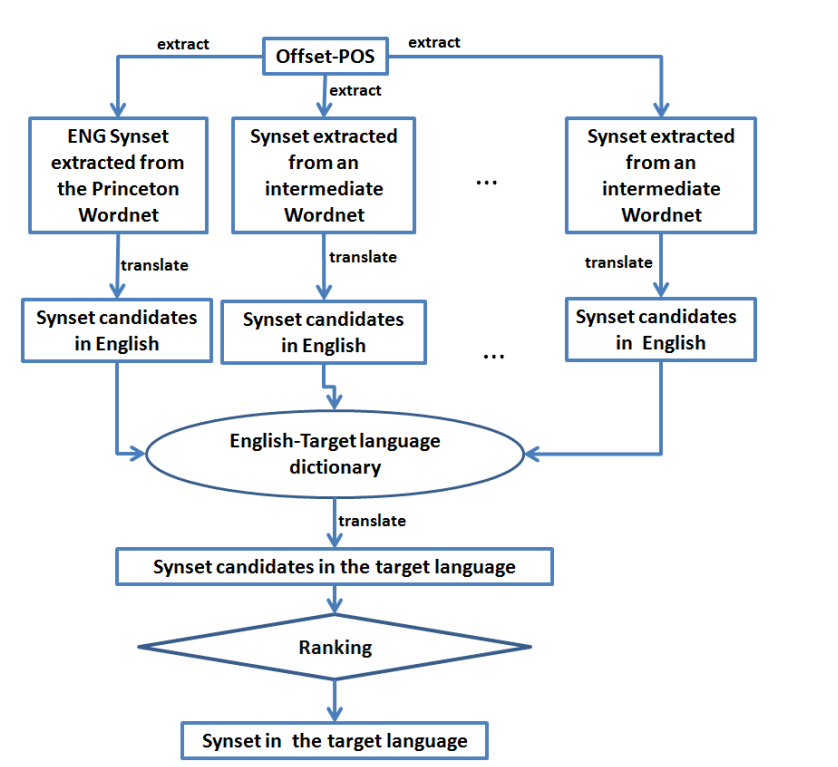 extract
Offset-POS
extract
extract
ENG Synset
extracted from
the Princeton
Wordnet
Synset extracted
from an
intermediate
Wordnet
...
Synset extracted
from an
intermediate
Wordnet
translate
translate
translate
Synset candidates
in English
Synset candidates
in English
...
Synset candidates
in English
English-Target language
dictionary
translate
Synset candidates in the target language
Ranking
Synset in the target language